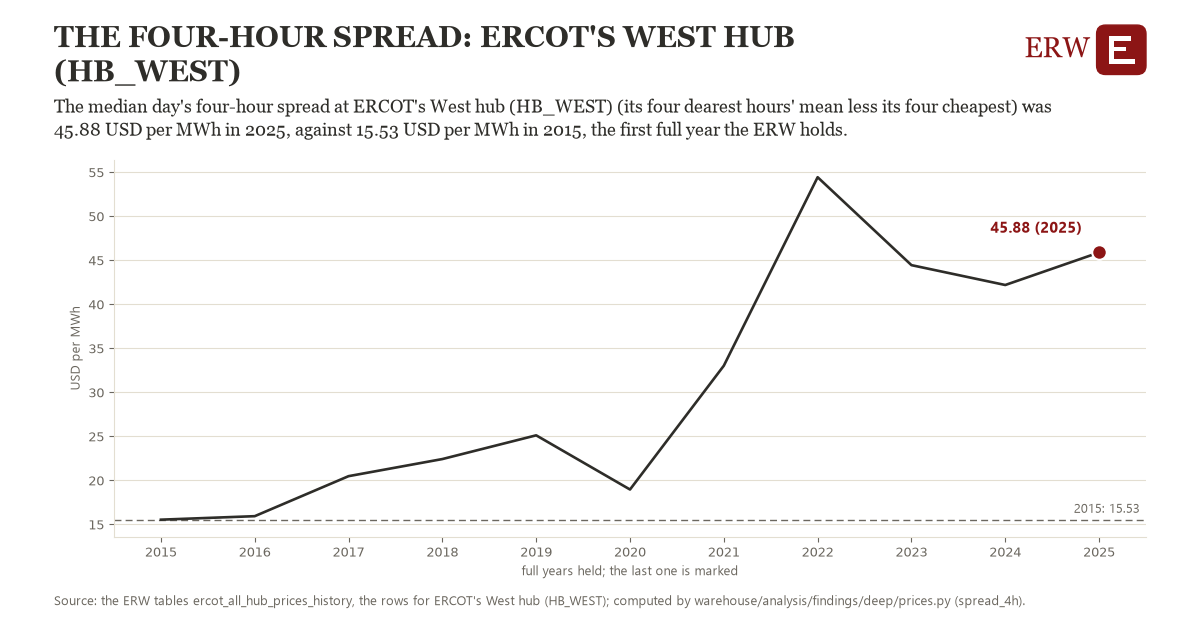 THE FOUR-HOUR SPREAD: ERCOT'S WEST HUB
(HB_WEST)
ERW E
The median day's four-hour spread at ERCOT's West hub (HB_WEST) (its four dearest hours' mean less its four cheapest) was
45.88 USD per MWh in 2025, against 15.53 USD per MWh in 2015, the first full year the ERW holds.
55
50
45
40
35
30
25
20
15
USD per MWh
45.88 (2025)
2015: 15.53
2015 2016 2017 2018 2019 2020 2021 2022 2023 2024 2025
full years held; the last one is marked
Source: the ERW tables ercot_all_hub_prices_history, the rows for ERCOT's West hub (HB_WEST); computed by warehouse/analysis/findings/deep/prices.py (spread_4h).